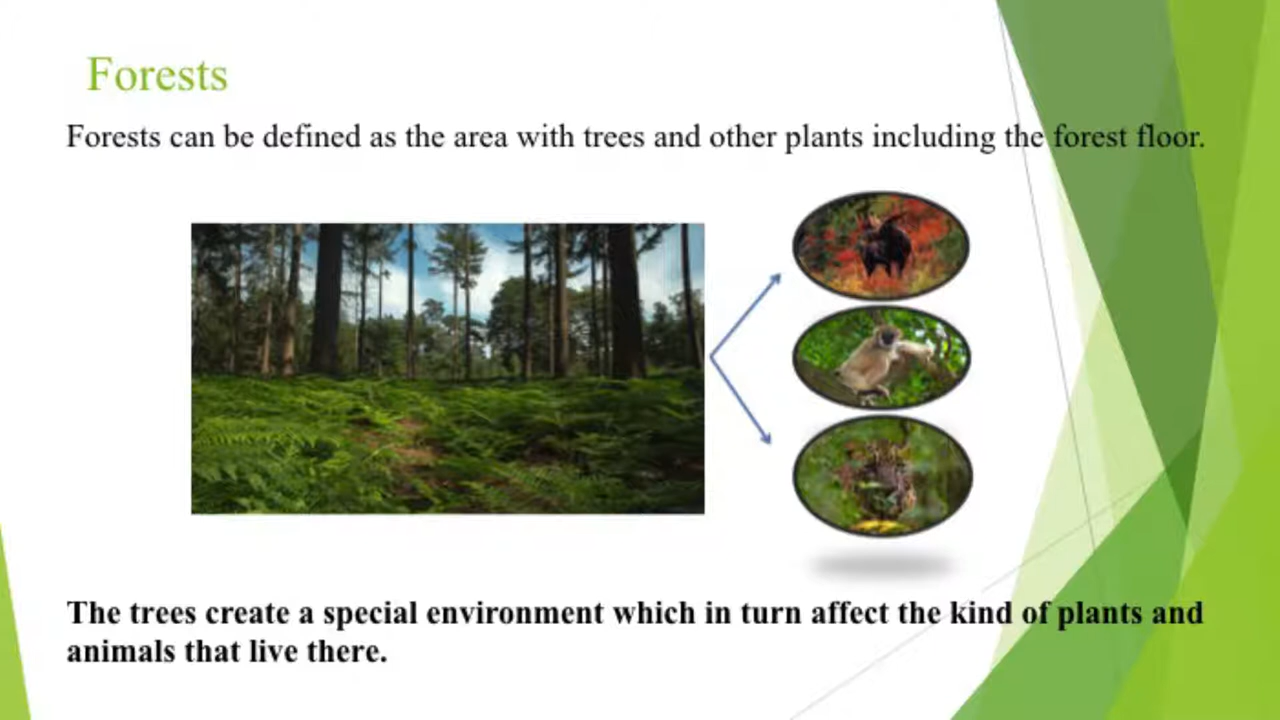 Forests
Forests can be defined as the area with trees and other plants including the forest floor.
The trees create a special environment which in turn affect the kind of plants and
animals that live there.